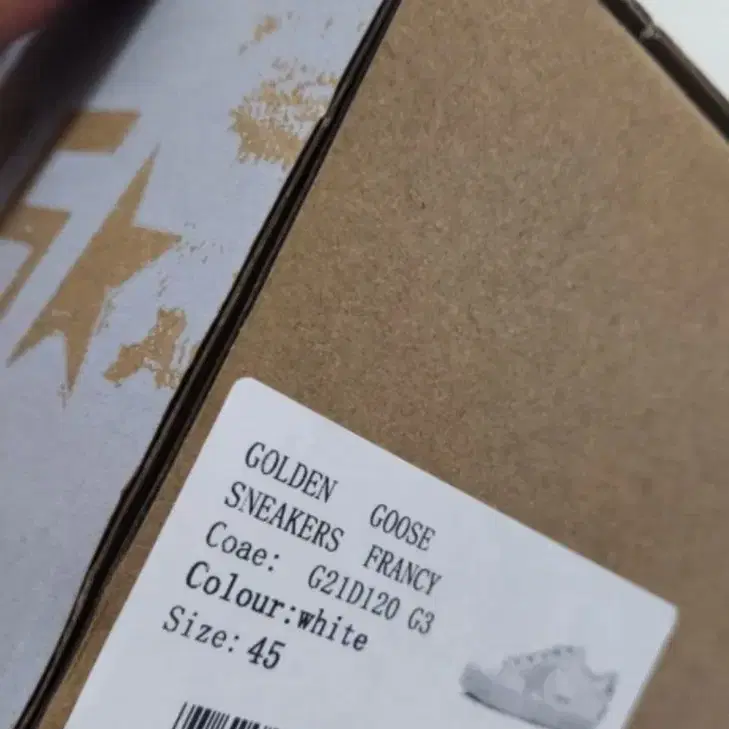 GOLDEN GOOSE
SNEAKERS FRANCY
Coae: G21D120 G3
Colour:white
Size: 45